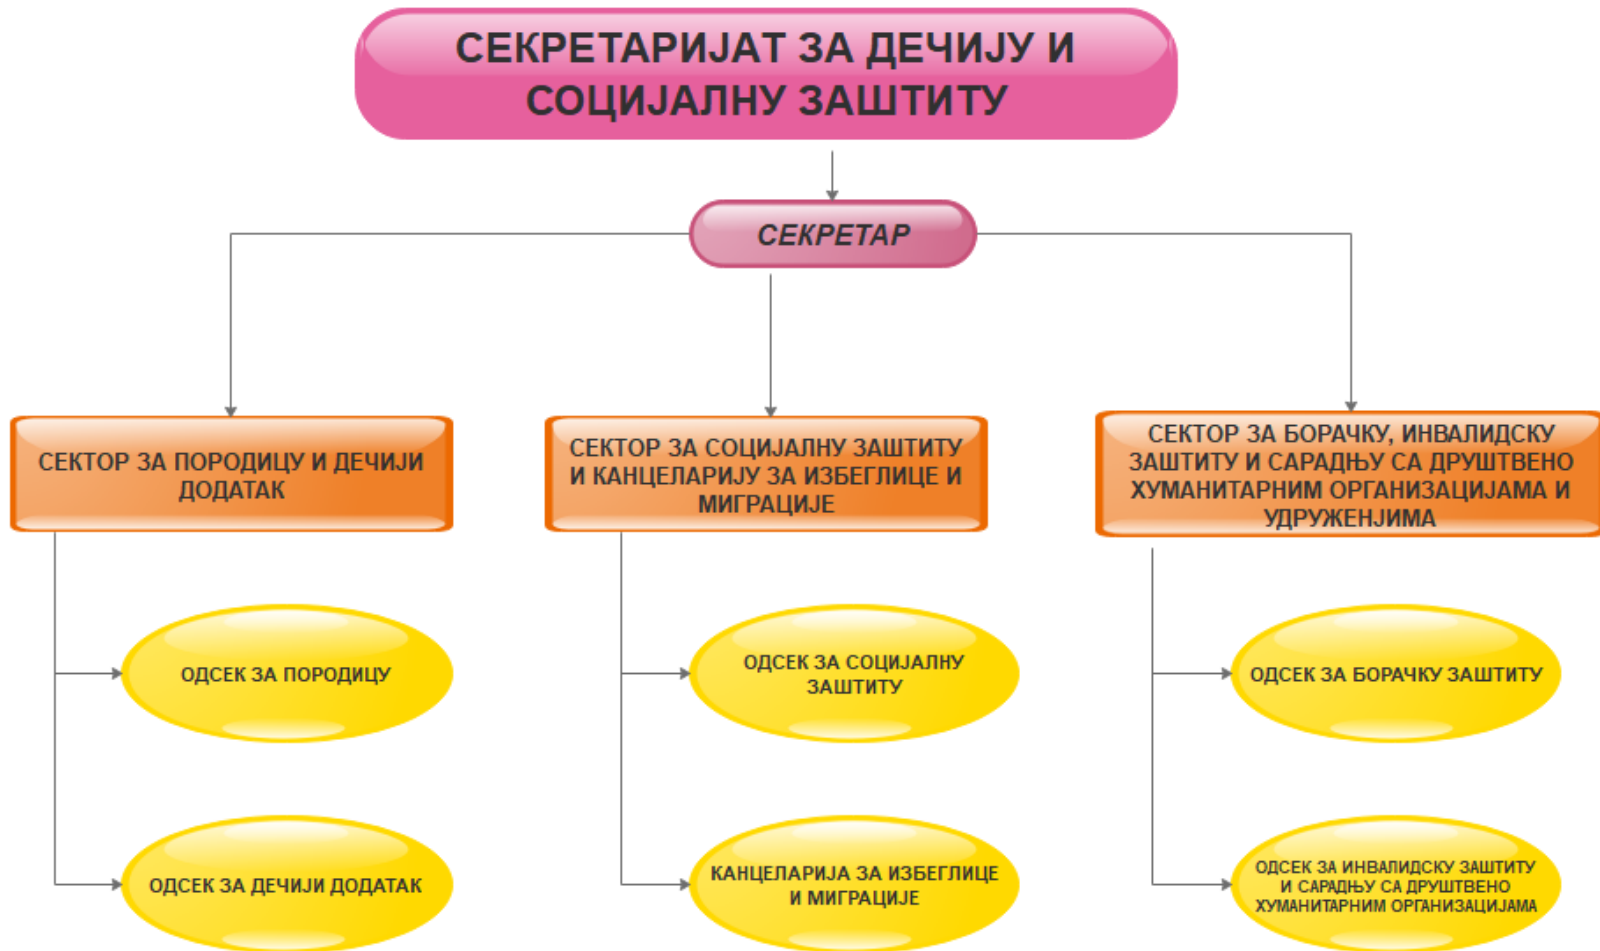 СЕКРЕТАРИЈАТ ЗА ДЕЧИЈУ И
СОЦИЈАЛНУ ЗАШТИТУ
СЕКРЕТАР
СЕКТОР ЗА ПОРОДИЦУ И ДЕЧИЈИ
ДОДАТАК
СЕКТОР ЗА СОЦИЈАЛНУ ЗАШТИТУ
И КАНЦЕЛАРИЈУ ЗА ИЗБЕГЛИЦЕ И
МИГРАЦИЈЕ
СЕКТОР ЗА БОРАЧКУ, ИНВАЛИДСКУ
ЗАШТИТУ И САРАДЊУ СА ДРУШТВЕНО
ХУМАНИТАРНИМ ОРГАНИЗАЦИЈАМА И
УДРУЖЕНЈИМА
ОДСЕК ЗА ПОРОДИЦУ
ОДСЕК ЗА СОЦИЈАЛНУ
ЗАШТИТУ
ОДСЕК ЗА БОРАЧКУ ЗАШТИТУ
ОДСЕК ЗА ДЕЧИЈИ ДОДАТАК
КАНЦЕЛАРИЈА ЗА ИЗБЕГЛИЦЕ
И МИГРАЦИЈЕ
ОДСЕК ЗА ИНВАЛИДСКУ ЗАШТИТУ
И САРАДЊУ СА ДРУШТВЕНО
ХУМАНИТАРНИМ ОРГАНИЗАЦИЈАМА